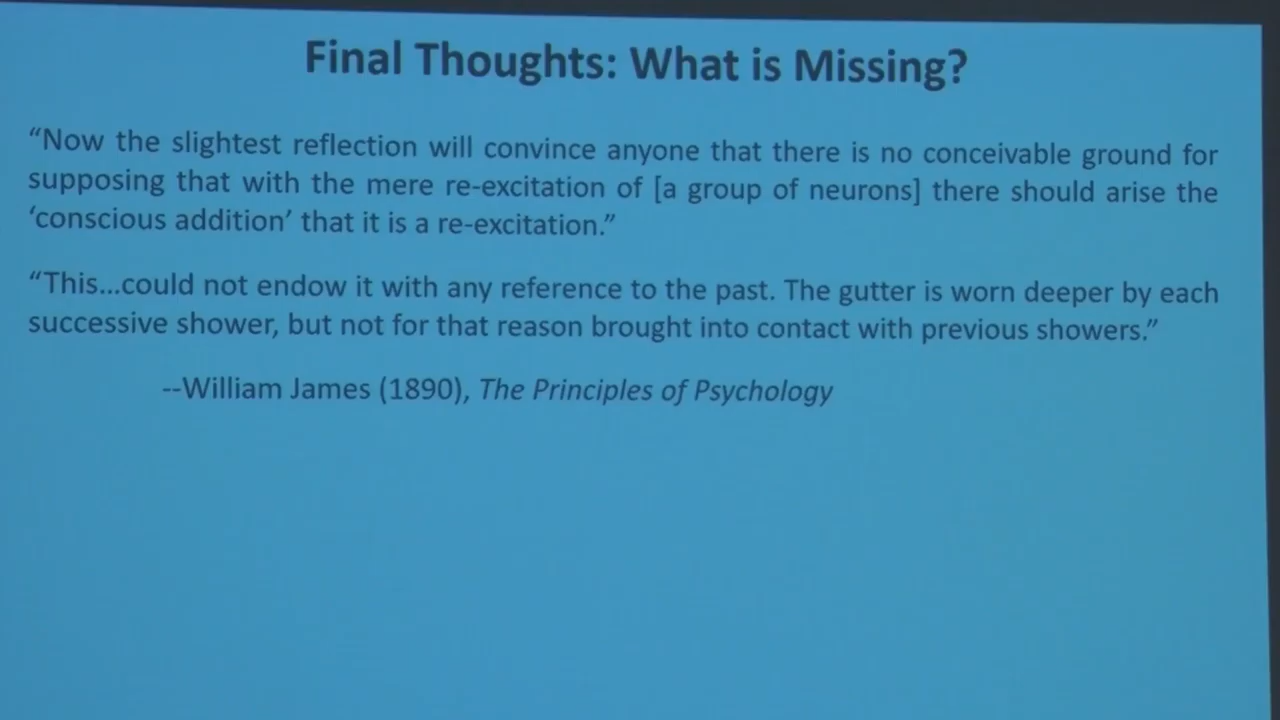 Final Thoughts: What is Missing?
“Now the slightest reflection will convince anyone that there is no conceivable ground for
supposing that with the mere re-excitation of [a group of neurons] there should arise the
‘conscious addition’ that it is a re-excitation.”
“This...could not endow it with any reference to the past. The gutter is worn deeper by each
successive shower, but not for that reason brought into contact with previous showers.”
--William James (1890), The Principles of Psychology